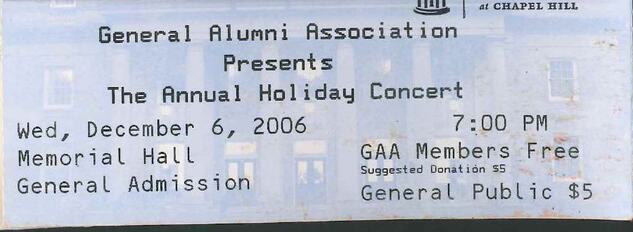 at CHAPEL HILL
General Alumni Association
Presents
The Annual Holiday Concert
Wed, December 6, 2006 7:00 PM
Memorial Hall GAA Members Free
Suggested Donation $5
General Admission General Public $5